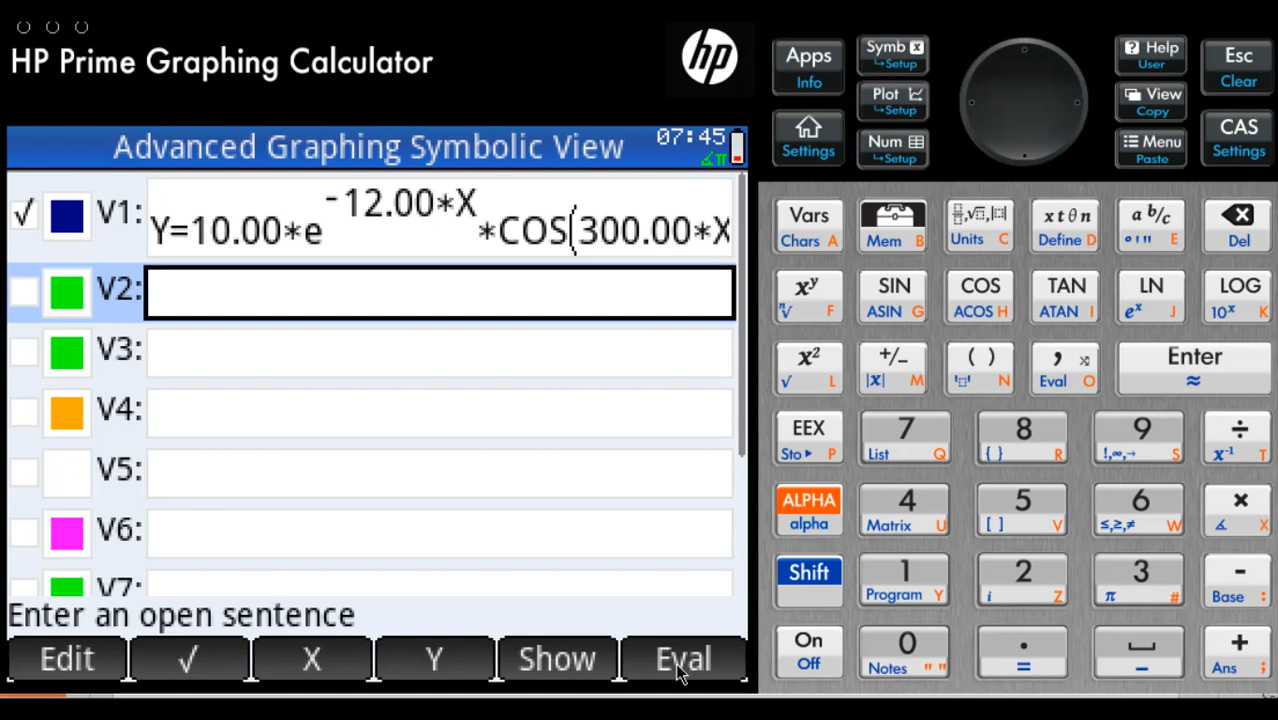 HP Prime Graphing Calculator
hp
Advanced Graphing Symbolic View
07:45
∡π
V1:
Y=10.00*e^-12.00*X *COS(300.00*X
V2:
V3:
V4:
V5:
V6:
V7:
Enter an open sentence
Edit √ X Y Show Eval
Apps
Info
Symb
↳Setup
Plot
↳Setup
Num
↳Setup
Settings
? Help
User
View
Copy
Menu
Paste
Esc
Clear
CAS
Settings
Vars
Chars A
Mem B
Units C
x t θ n
Define D
a b/c
° ' " E
Del
xʸ
F
SIN
ASIN G
COS
ACOS H
TAN
ATAN I
LN
eˣ J
LOG
10ˣ K
x²
√ L
+/−
|x| M
( )
N
,
Eval O
Enter
≈
EEX
Sto ▸ P
7
List Q
8
{ } R
9
!,∞,→ S
÷
x⁻¹ T
ALPHA
alpha
4
Matrix U
5
[ ] V
6
≤,≥,≠ W
×
∡ X
Shift
1
Program Y
2
i Z
3
π #
-
Base :
On
Off
0
Notes " "
.
=
_
+
Ans ;